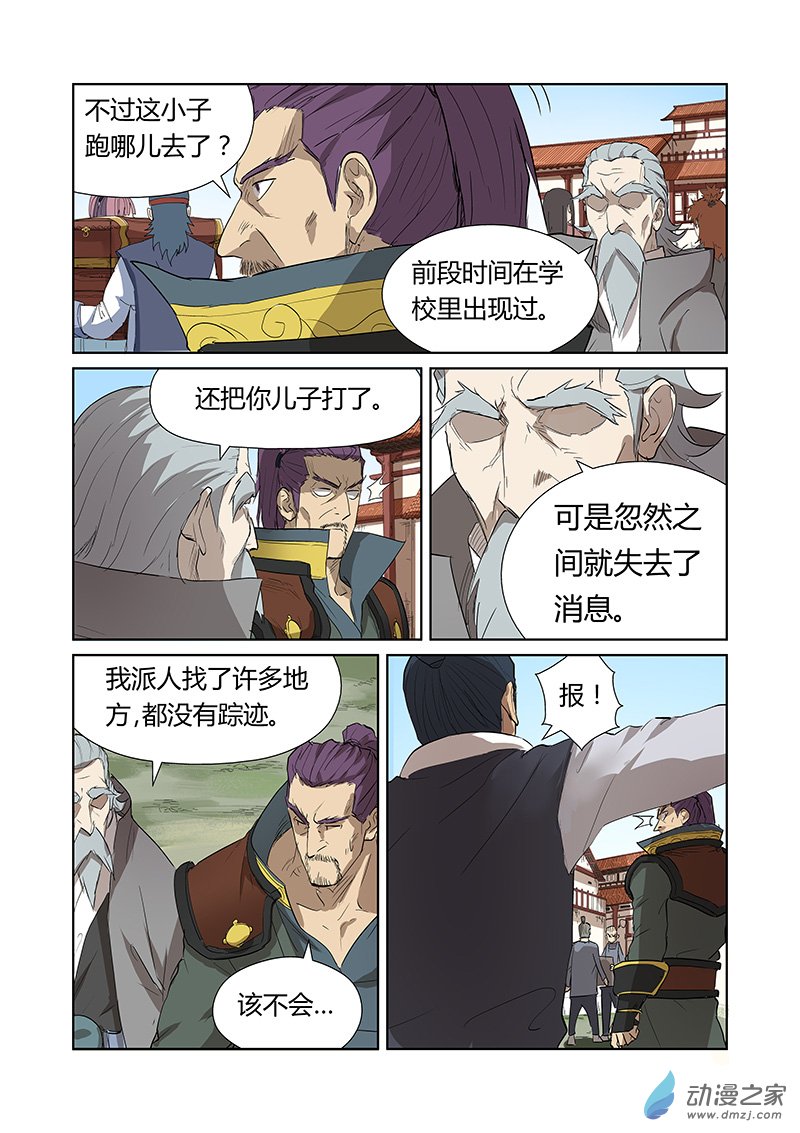 不过这小子
跑哪儿去了？
前段时间在学
校里出现过。
还把你儿子打了。
可是忽然之
间就失去了
消息。
我派人找了许多地
方，都没有踪迹。
该不会…
报！
动漫之家
www.dmzj.com